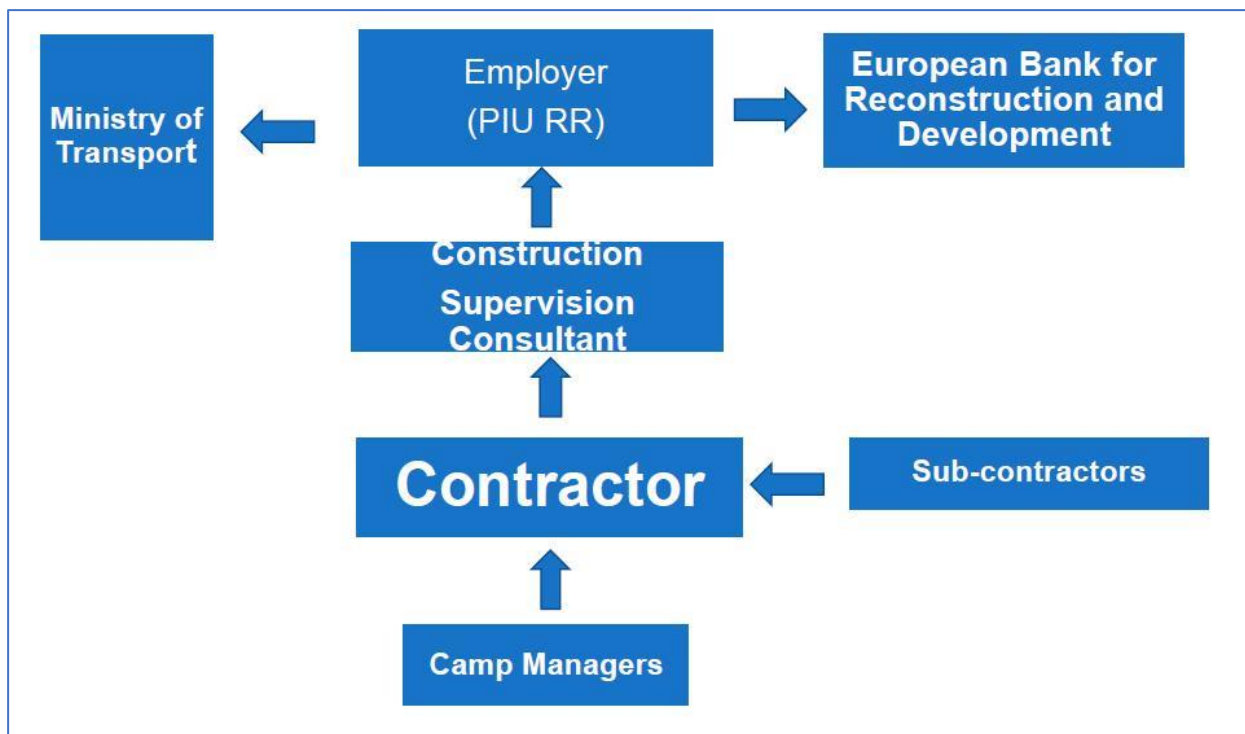 Ministry of
Transport
Employer
(PIU RR)
European Bank for
Reconstruction and
Development
Construction
Supervision
Consultant
Contractor
Sub-contractors
Camp Managers